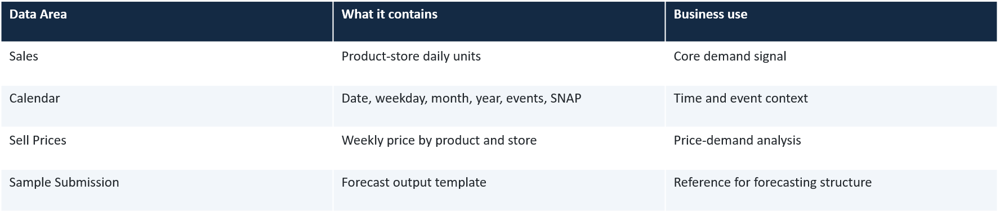 Data Area What it contains Business use
Sales Product-store daily units Core demand signal
Calendar Date, weekday, month, year, events, SNAP Time and event context
Sell Prices Weekly price by product and store Price-demand analysis
Sample Submission Forecast output template Reference for forecasting structure